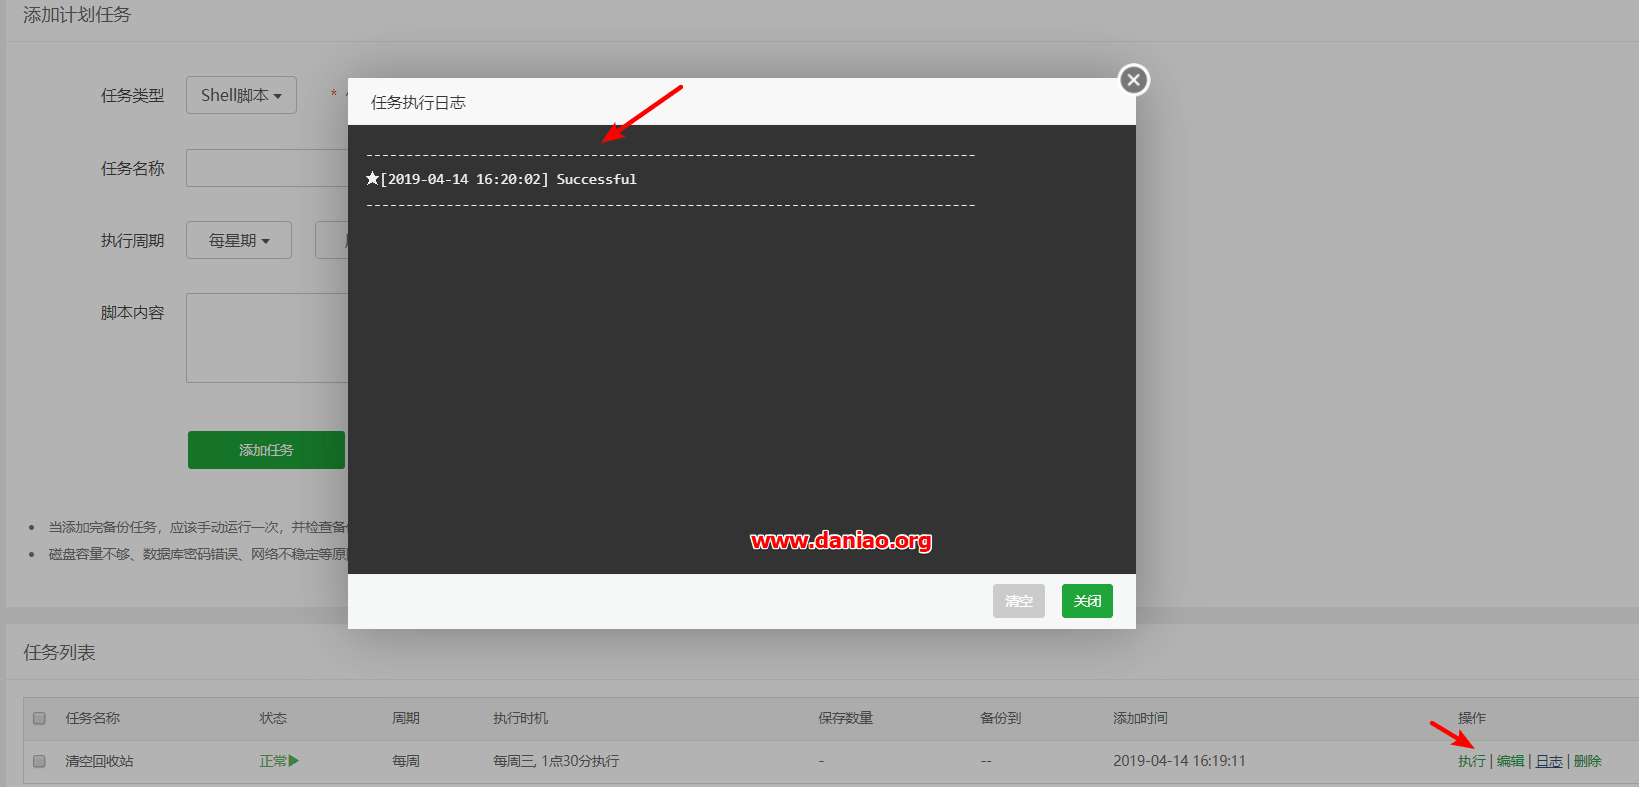 添加计划任务
任务类型
Shell脚本
*
任务执行日志
任务名称
执行周期
每星期
脚本内容
添加任务
--------------------------------------------------------------------------
★[2019-04-14 16:20:02] Successful
--------------------------------------------------------------------------
www.daniao.org
清空 关闭
当添加完备份任务，应该手动运行一次，并检查备
磁盘容量不够、数据库密码错误、网络不稳定等原
任务列表
任务名称 状态 周期 执行时机 保存数量 备份到 添加时间 操作
清空回收站 正常 每周 每周三, 1点30分执行 - -- 2019-04-14 16:19:11 执行 | 编辑 | 日志 | 删除